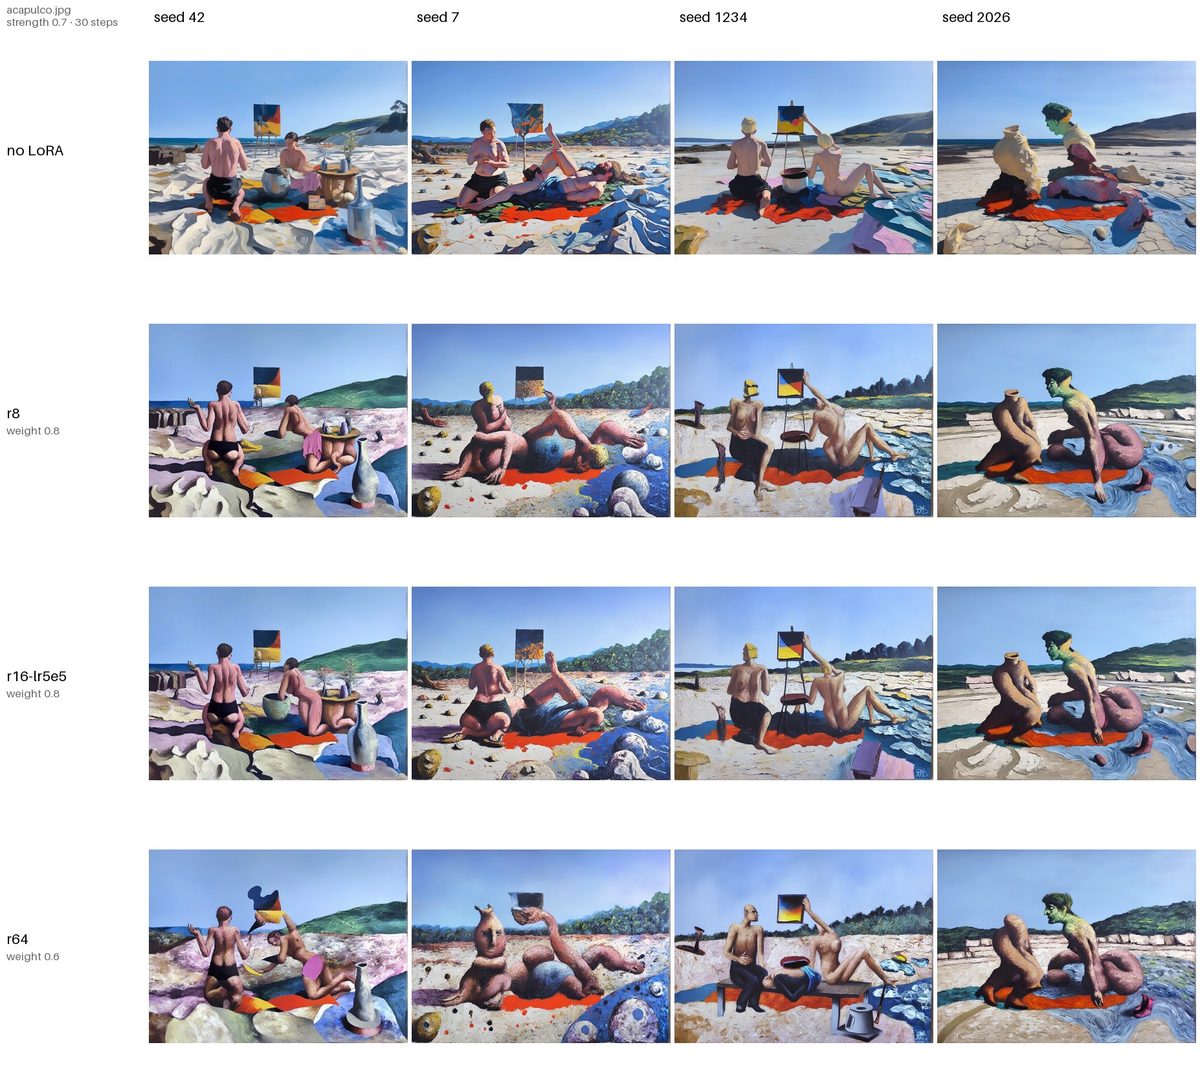 acapulco.jpg
strength 0.7 · 30 steps
seed 42
seed 7
seed 1234
seed 2026
no LoRA
r8
weight 0.8
r16-lr5e5
weight 0.8
r64
weight 0.6